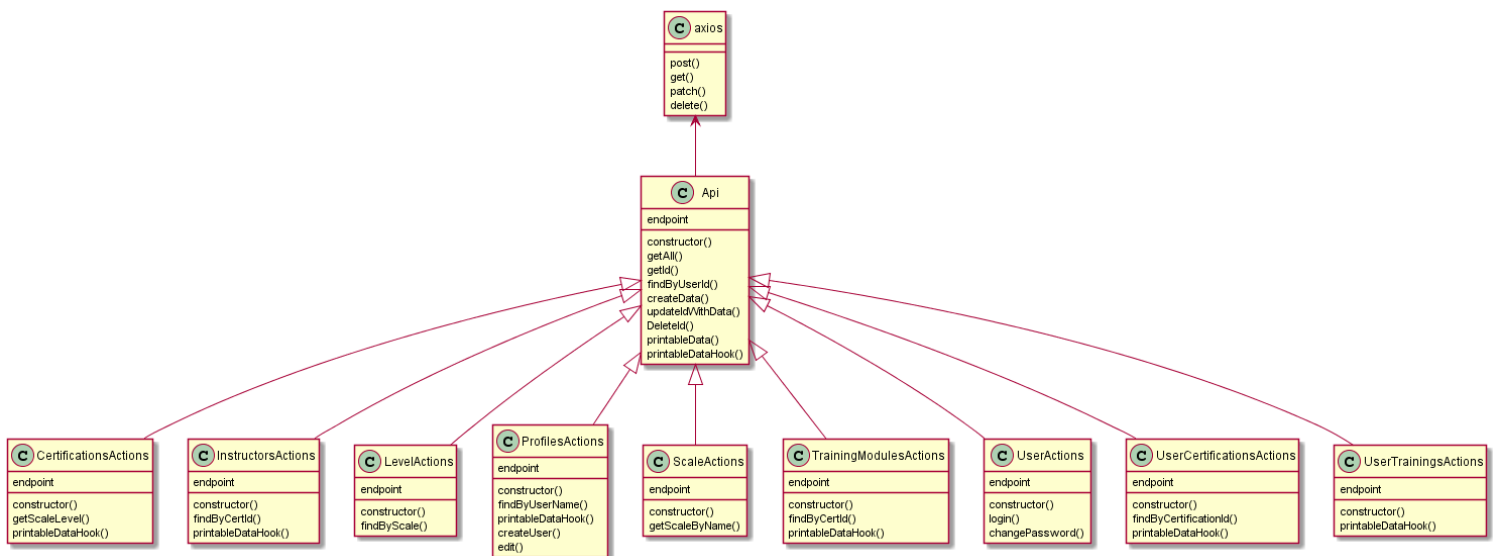 C axios
post()
get()
patch()
delete()
C Api
endpoint
constructor()
getAll()
getId()
findByUserId()
createData()
updateIdWithData()
DeleteId()
printableData()
printableDataHook()
C CertificationsActions
endpoint
constructor()
getScaleLevel()
printableDataHook()
C InstructorsActions
endpoint
constructor()
findByCertId()
printableDataHook()
C LevelActions
endpoint
constructor()
findByScale()
C ProfilesActions
endpoint
constructor()
findByUserName()
printableDataHook()
createUser()
edit()
C ScaleActions
endpoint
constructor()
getScaleByName()
C TrainingModulesActions
endpoint
constructor()
findByCertId()
printableDataHook()
C UserActions
endpoint
constructor()
login()
changePassword()
C UserCertificationsActions
endpoint
constructor()
findByCertificationId()
printableDataHook()
C UserTrainingsActions
endpoint
constructor()
printableDataHook()